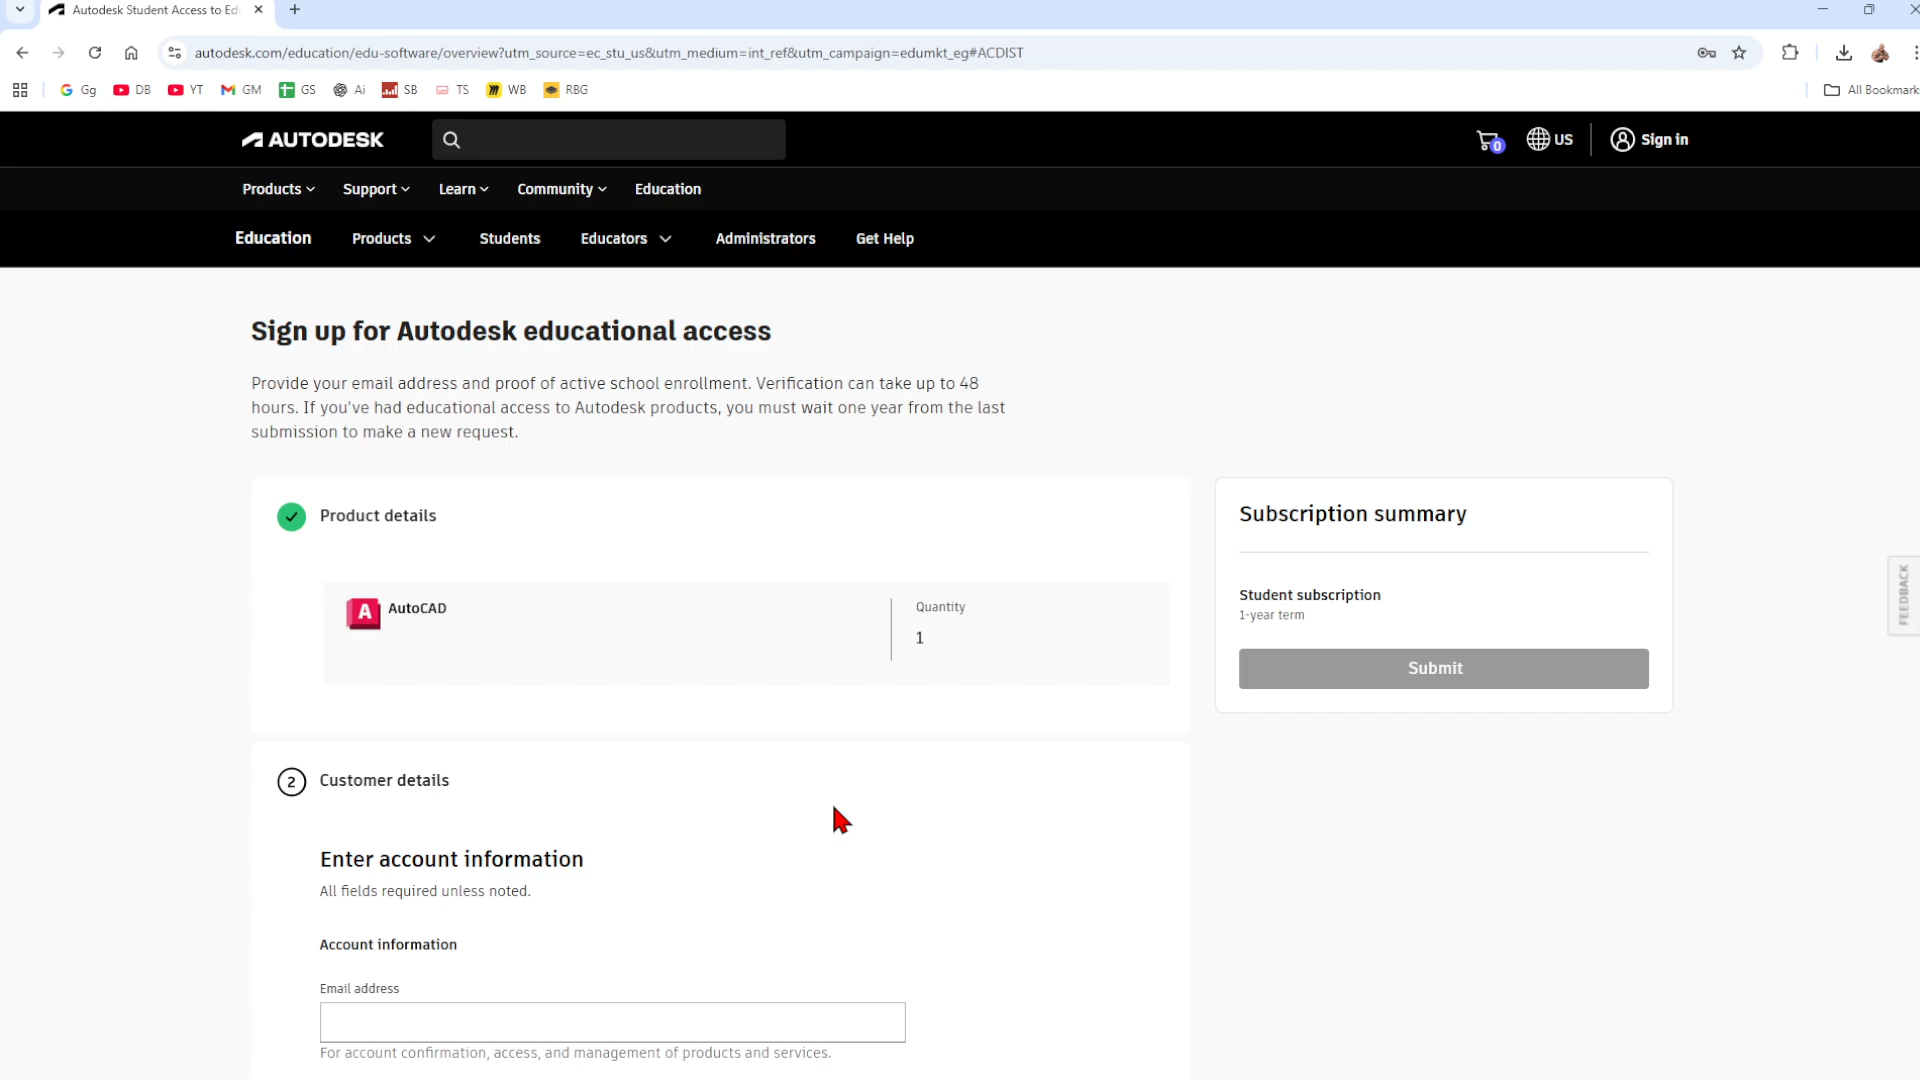 Autodesk Student Access to Ed
autodesk.com/education/edu-software/overview?utm_source=ec_stu_us&utm_medium=int_ref&utm_campaign=edumkt_eg#ACDIST
Gg DB YT GM GS Ai SB TS WB RBG All Bookmark
AUTODESK 0 US Sign in
Products Support Learn Community Education
Education Products Students Educators Administrators Get Help
Sign up for Autodesk educational access
Provide your email address and proof of active school enrollment. Verification can take up to 48
hours. If you've had educational access to Autodesk products, you must wait one year from the last
submission to make a new request.
Product details
A AutoCAD
Quantity
1
Subscription summary
Student subscription
1-year term
Submit
FEEDBACK
2 Customer details
Enter account information
All fields required unless noted.
Account information
Email address
For account confirmation, access, and management of products and services.